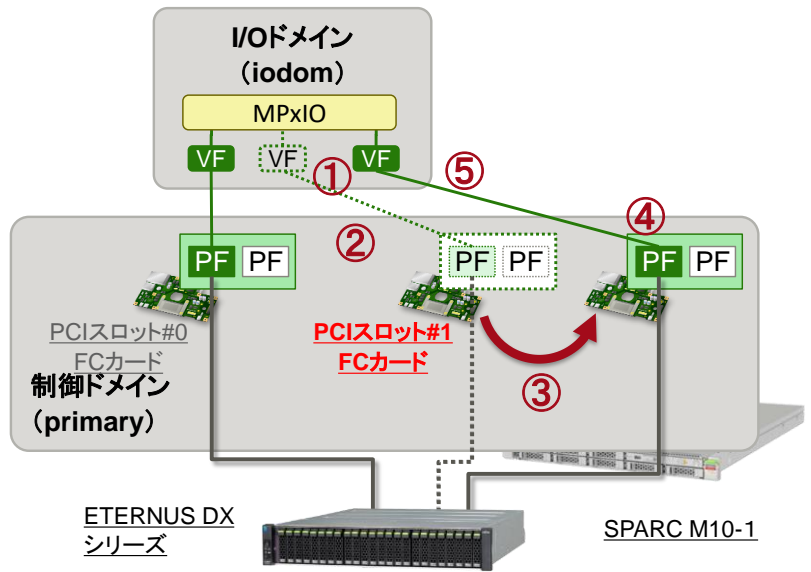 I/Oドメイン
（iodom）
MPxIO
VF VF VF
① ⑤
② ④
PF PF PF PF PF PF
PCIスロット#0
FCカード
PCIスロット#1
FCカード
③
制御ドメイン
（primary）
ETERNUS DX
シリーズ
SPARC M10-1